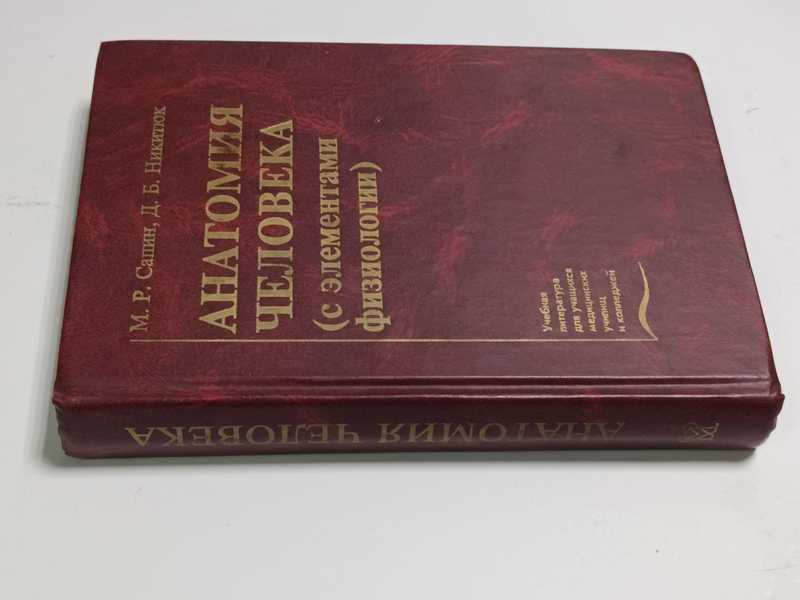 М. Р. Сапин, Д. Б. Никитюк
АНАТОМИЯ
ЧЕЛОВЕКА
(с элементами
физиологии)
Учебная
литература
для учащихся
медицинских
училищ
и колледжей
АНАТОМИЯ ЧЕЛОВЕКА